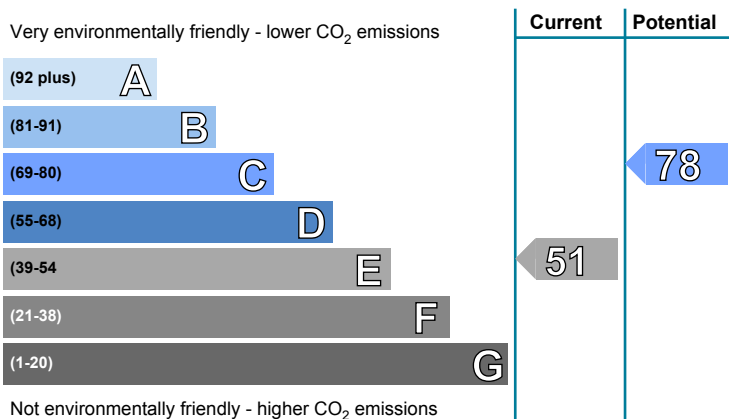 Current Potential
Very environmentally friendly - lower CO2 emissions
(92 plus) A
(81-91) B
(69-80) C
78
(55-68) D
(39-54 E
51
(21-38) F
(1-20) G
Not environmentally friendly - higher CO2 emissions